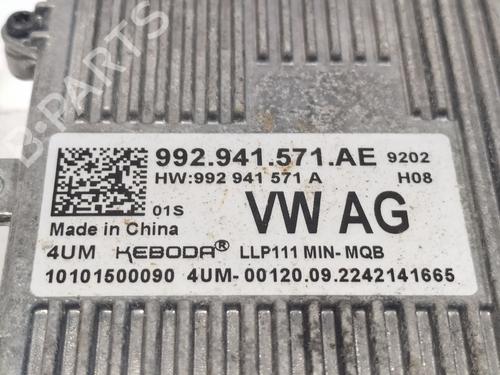 B-PARTS
992.941.571.AE 9202
HW:992 941 571 A H08
01S
VW AG
Made in China
4UM KEBODA® LLP111 MIN- MQB
10101500090 4UM- 00120.09.2242141665